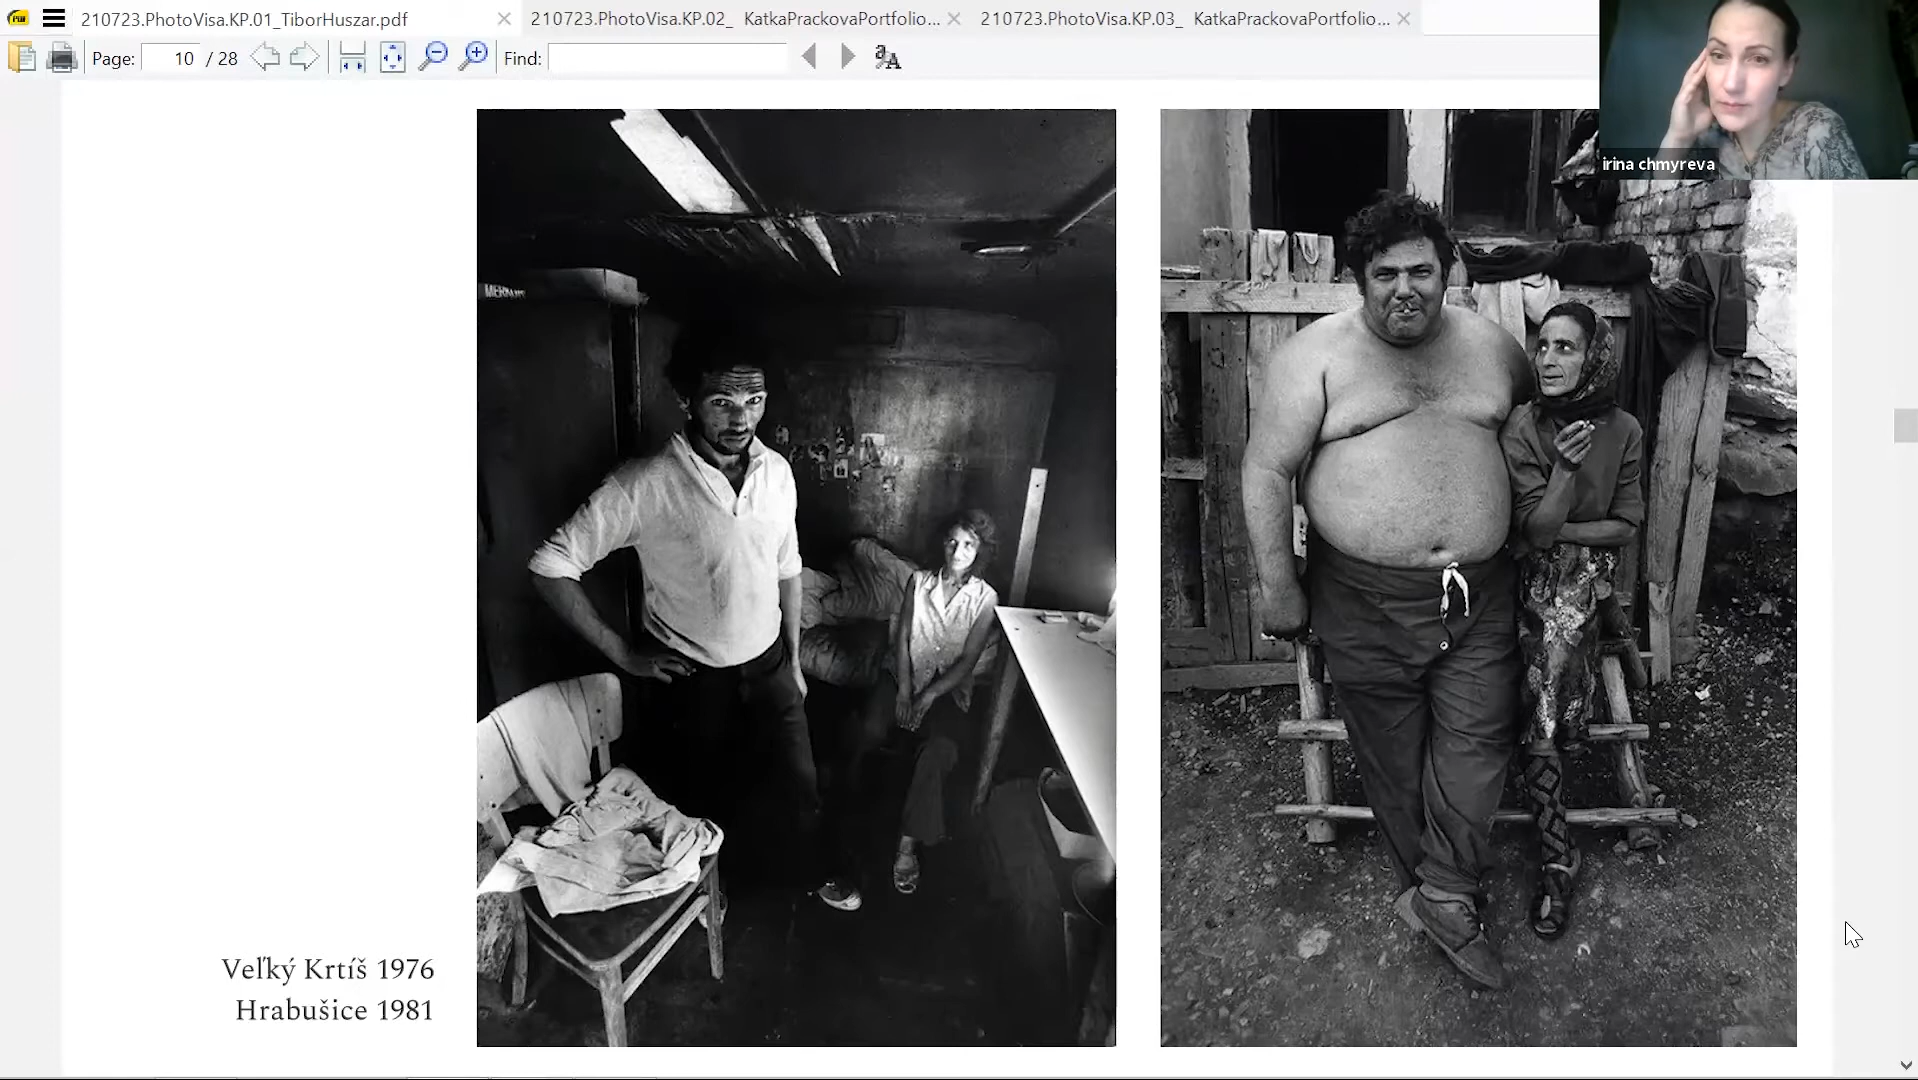 210723.PhotoVisa.KP.01_TiborHuszar.pdf
210723.PhotoVisa.KP.02_ KatkaPrackovaPortfolio...
210723.PhotoVisa.KP.03_ KatkaPrackovaPortfolio...
Page: 10 / 28
Find:
irina chmyreva
Veľký Krtíš 1976
Hrabušice 1981